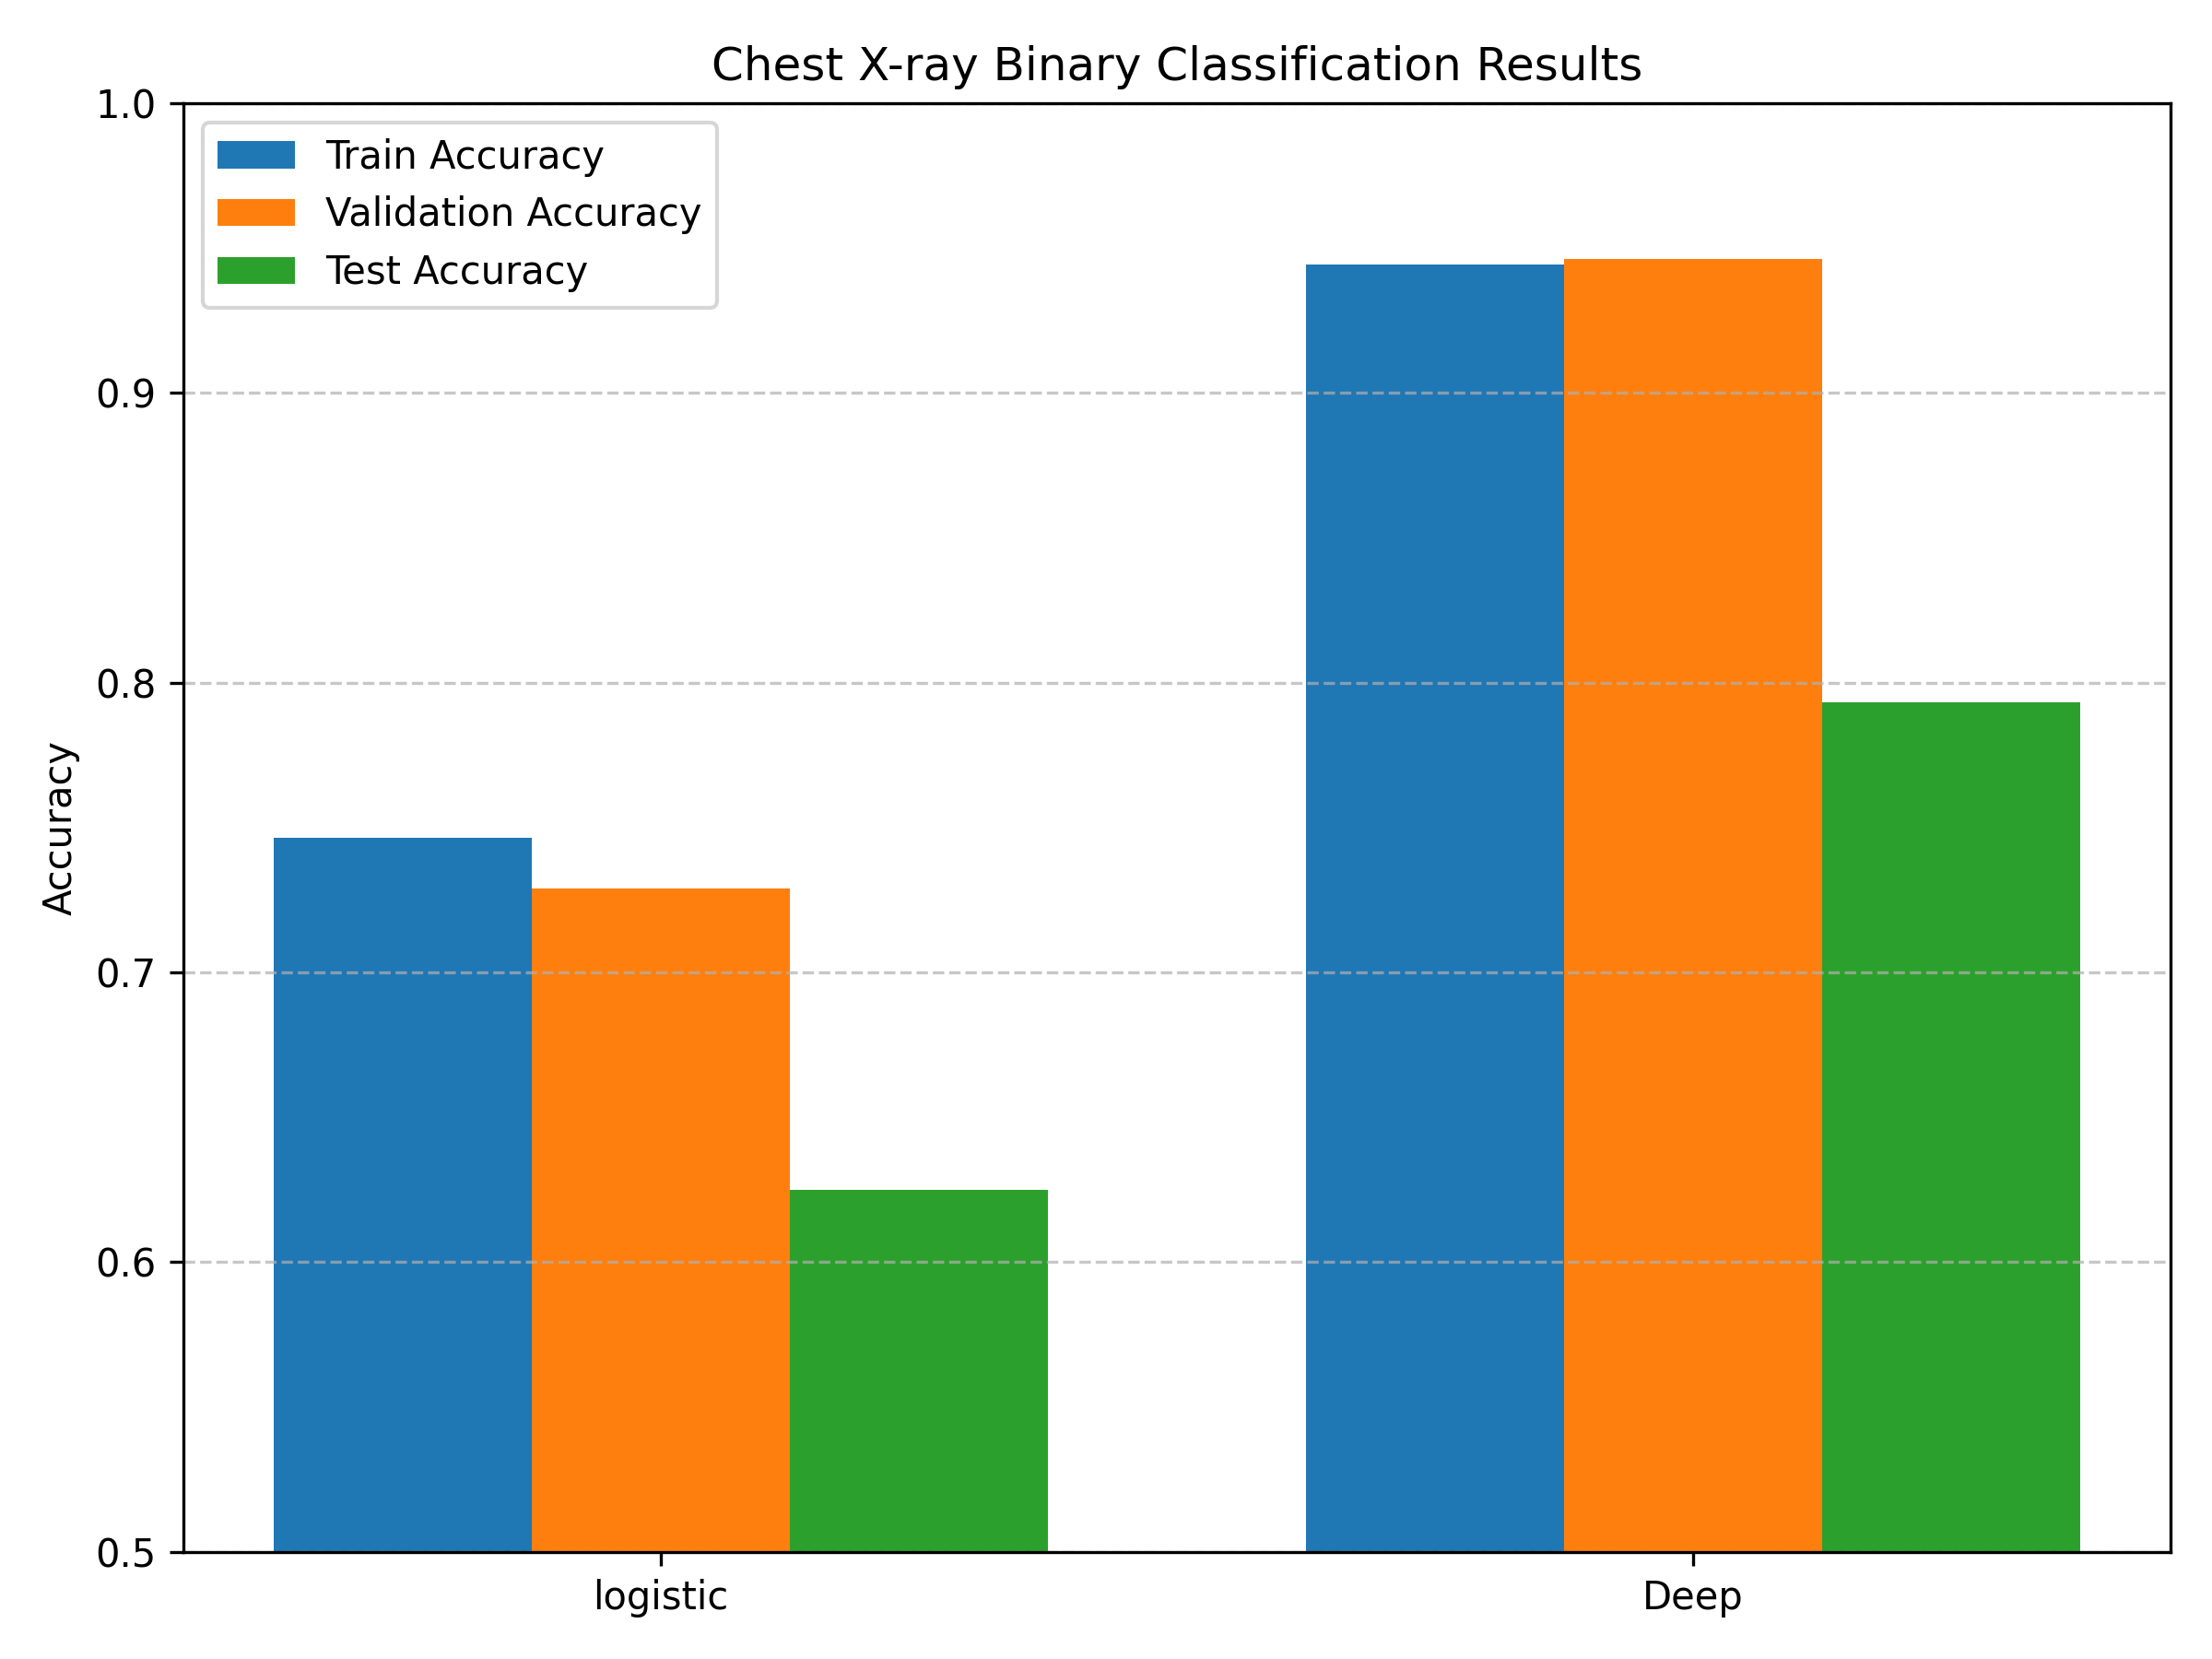 Chest X-ray Binary Classification Results
1.0
Train Accuracy
Validation Accuracy
Test Accuracy
0.9
0.8
Accuracy
0.7
0.6
0.5
logistic
Deep